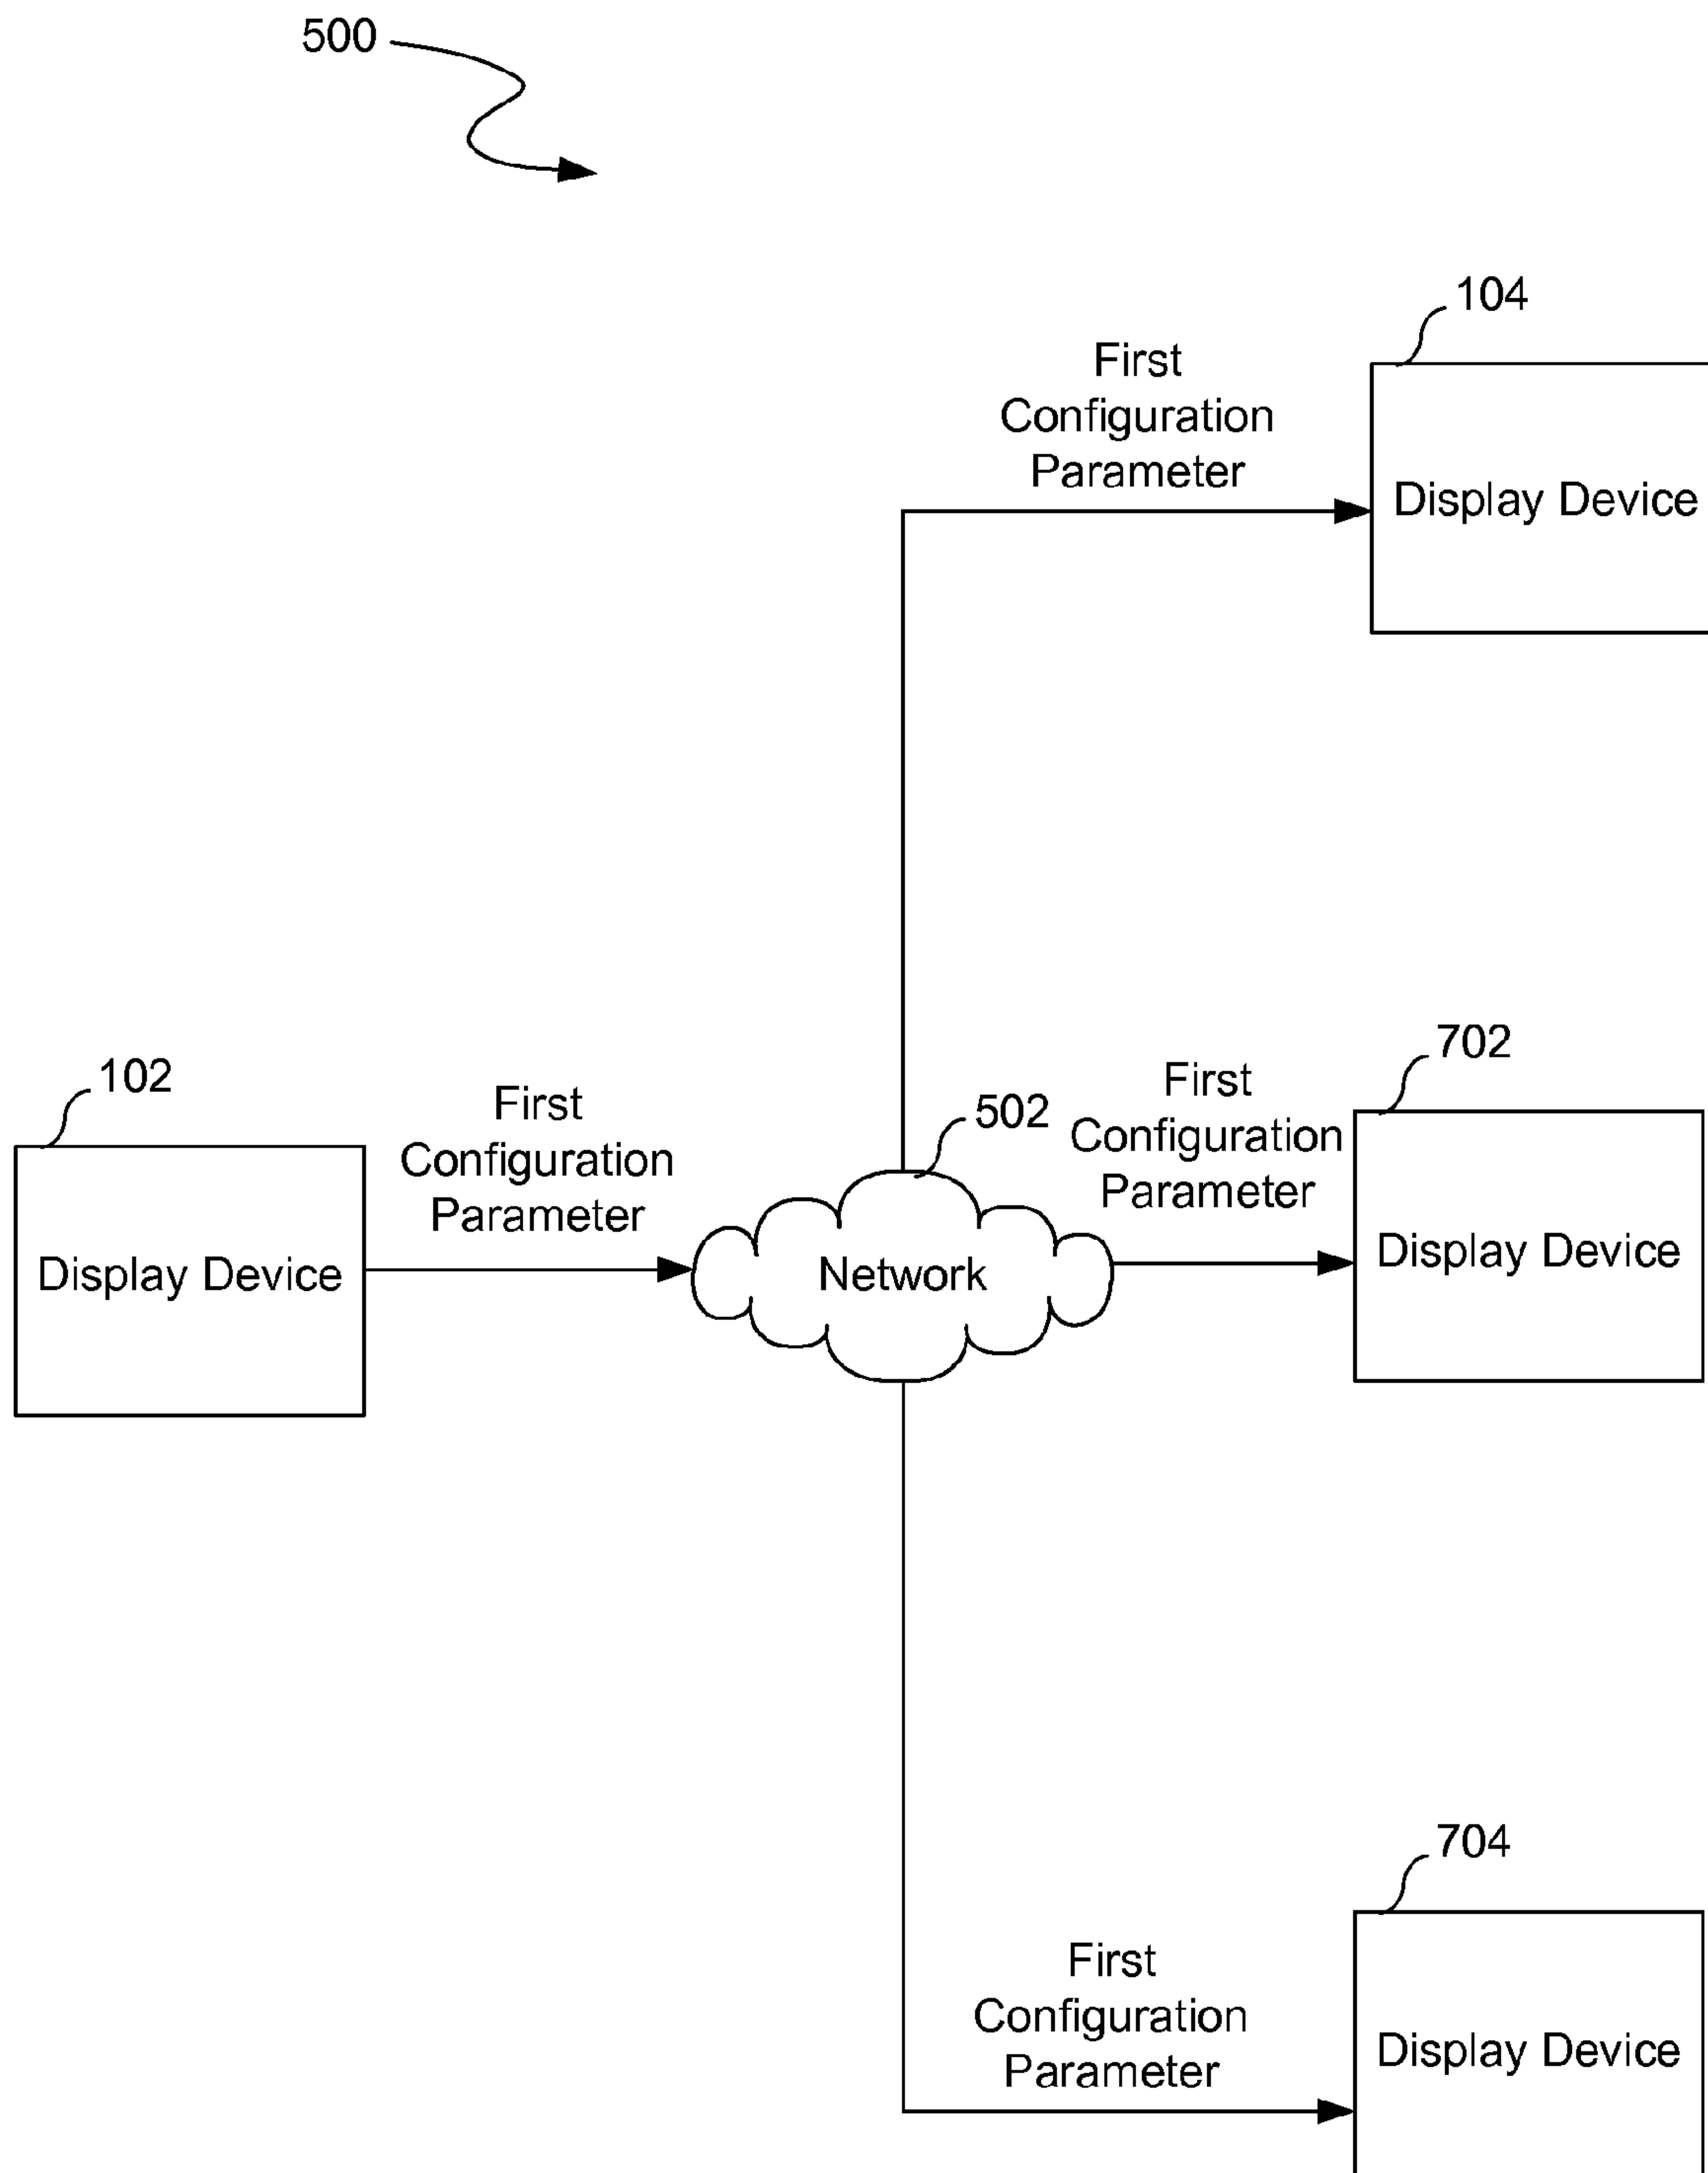 500
104
First
Configuration
Parameter
Display Device
702
First
Configuration
Parameter
502
102
First
Configuration
Parameter
Display Device
Network
Display Device
704
First
Configuration
Parameter
Display Device